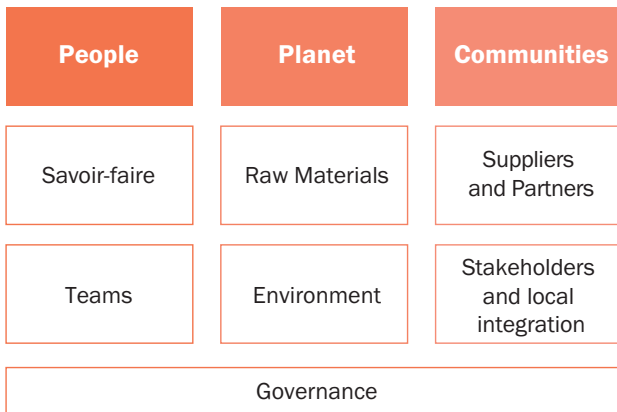 People
Planet
Communities
Savoir-faire
Raw Materials
Suppliers
and Partners
Teams
Environment
Stakeholders
and local
integration
Governance